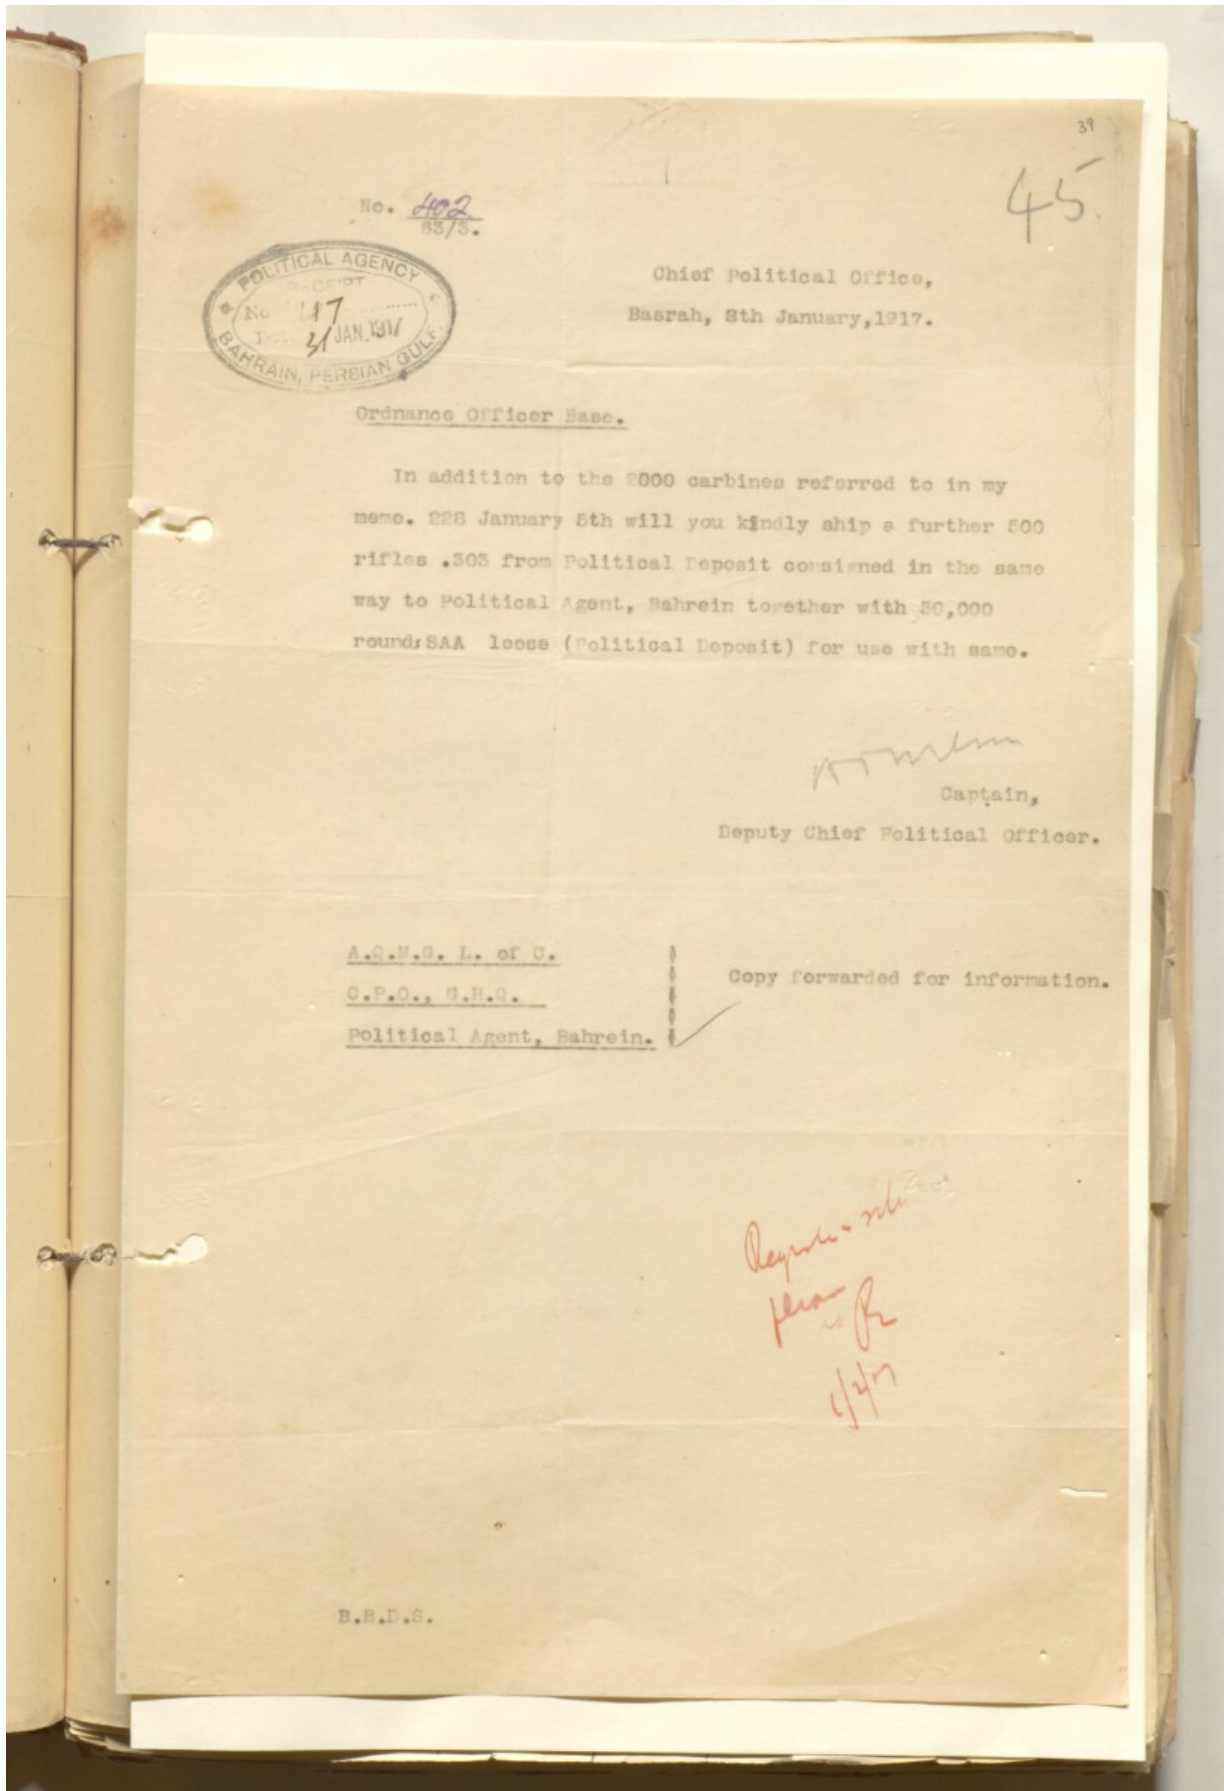 39
45
No. 402
63/3.
POLITICAL AGENCY
RECEIPT
No
JAN. 1917
BAHRAIN, PERSIAN GULF.
Chief Political Office,
Basrah, 8th January, 1917.
Ordnance Officer Base.
In addition to the 2000 carbines referred to in my
memo. 228 January 5th will you kindly ship a further 500
rifles .303 from Political Deposit consigned in the same
way to Political Agent, Bahrein together with 50,000
rounds SAA loose (Political Deposit) for use with same.
Captain,
Deputy Chief Political Officer.
A.Q.M.G. L. of C.
C.P.O., G.H.Q.
Political Agent, Bahrein.
Copy forwarded for information.
1/2/17
B.B.D.S.